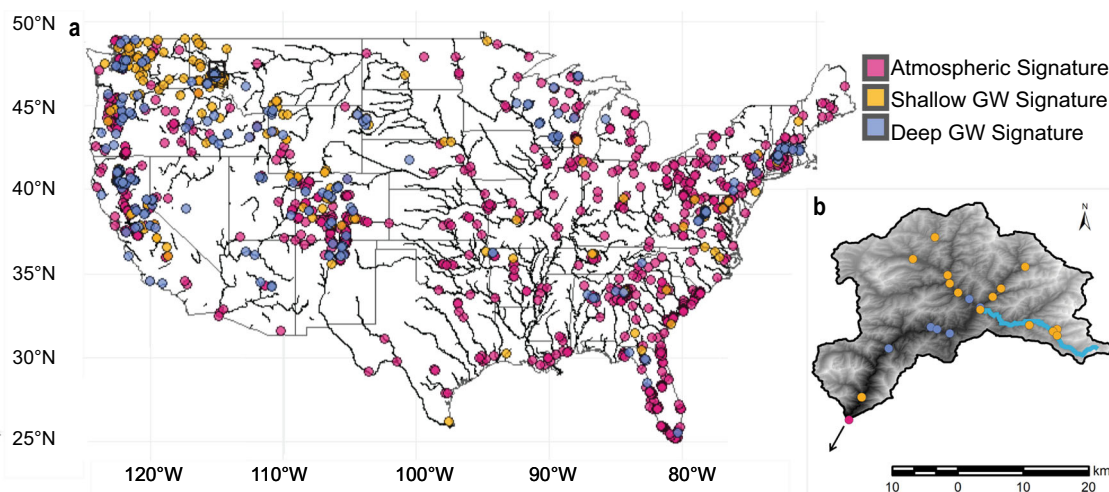 a
50°N
45°N
40°N
35°N
30°N
25°N
120°W 110°W 100°W 90°W 80°W
Atmospheric Signature
Shallow GW Signature
Deep GW Signature
b
N
km
10 0 10 20